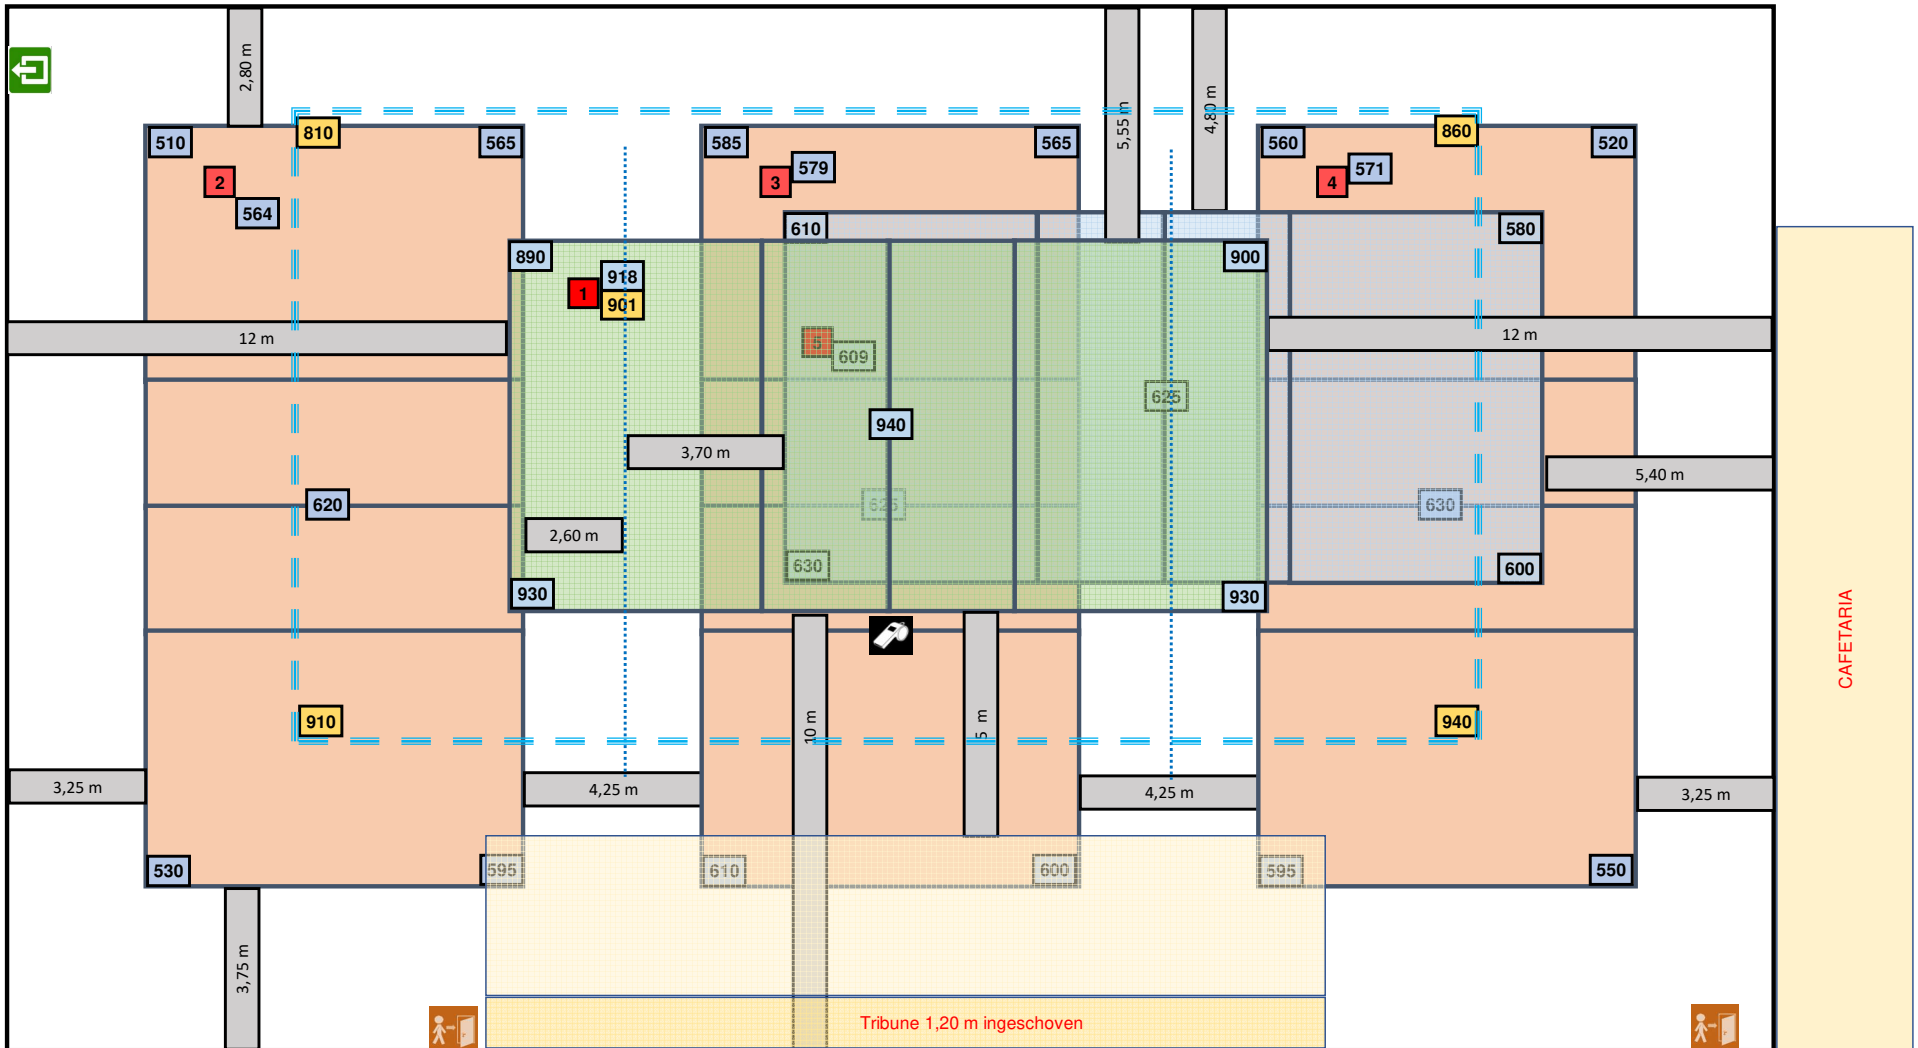 2,80 m
5,55 m
4,80 m
810
860
510
565
585
565
560
520
579
571
2
3
4
564
610
580
890
900
918
1
901
12 m
12 m
5
609
625
940
3,70 m
5,40 m
620
625
630
2,60 m
630
600
930
930
CAFETARIA
910
940
10 m
5 m
3,25 m
4,25 m
4,25 m
3,25 m
530
595
610
600
595
550
3,75 m
Tribune 1,20 m ingeschoven